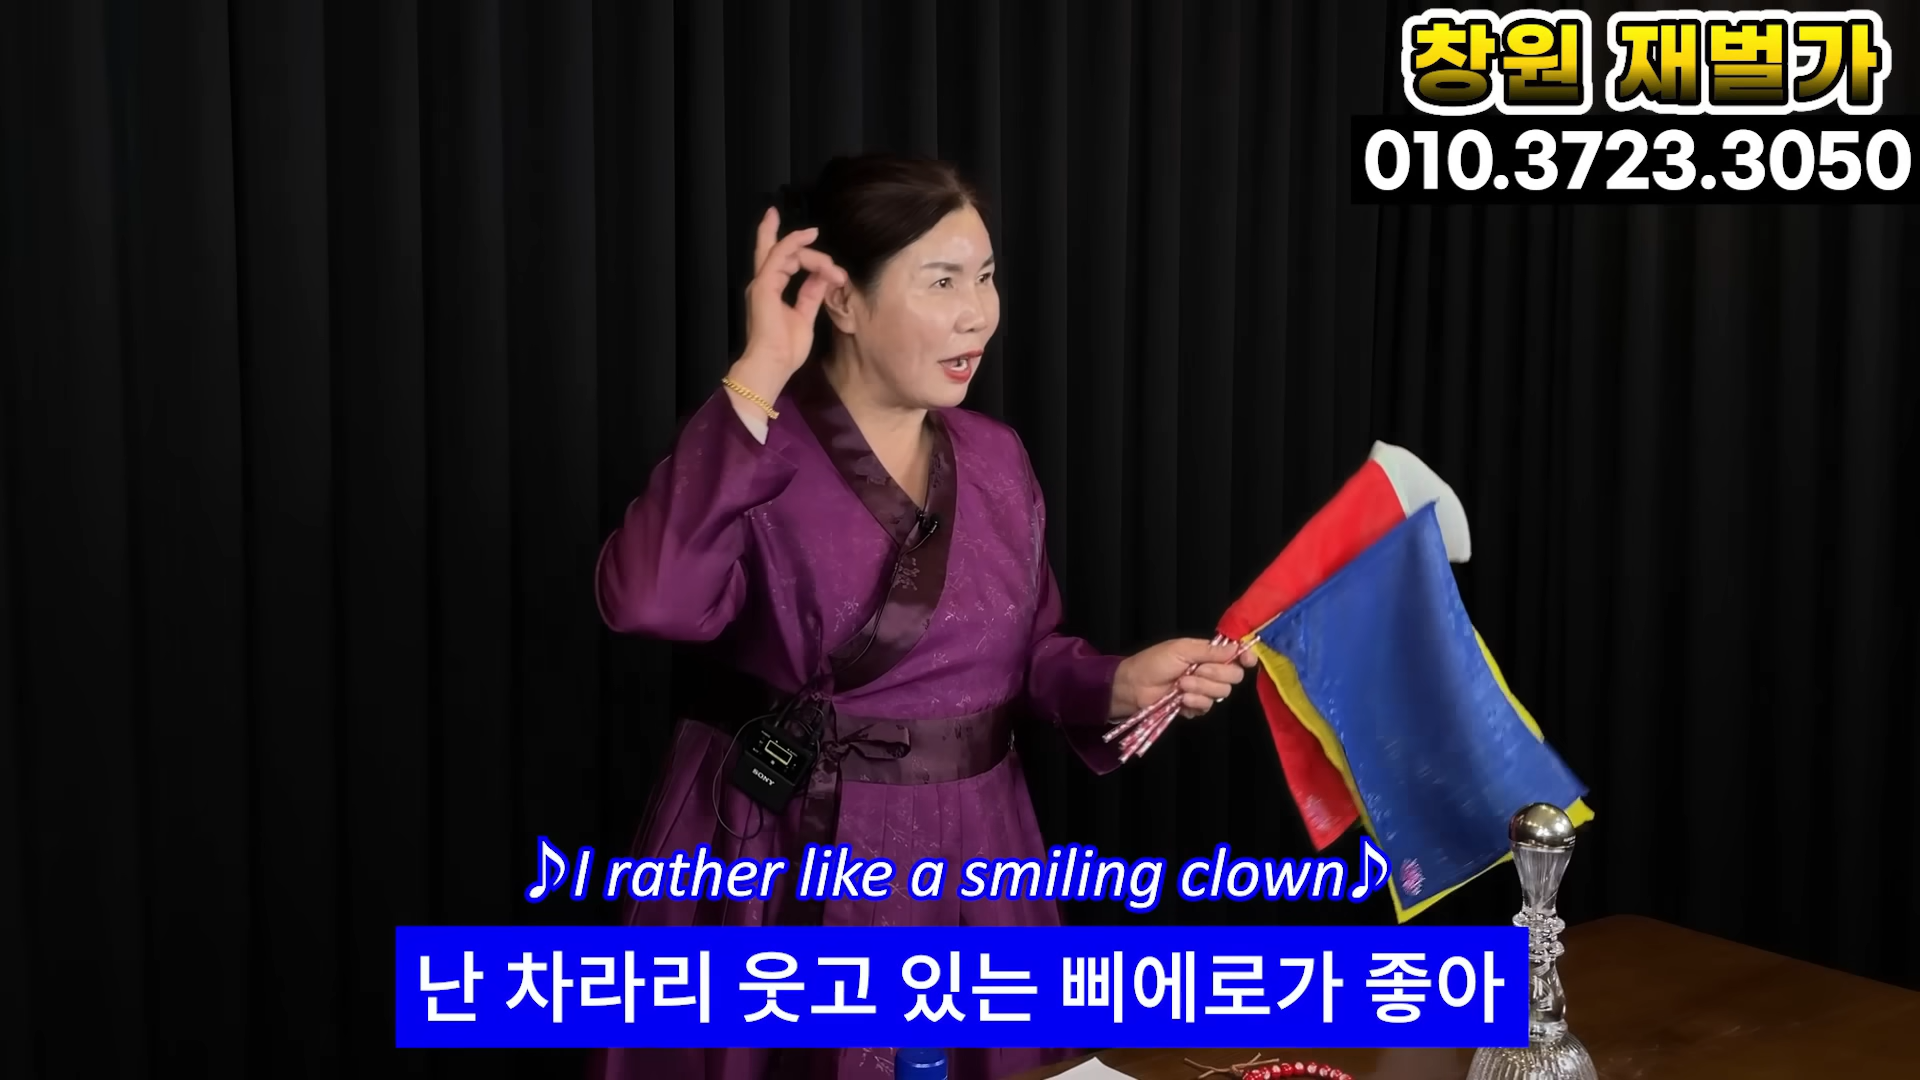 창원 재벌가
010.3723.3050
SONY
♪I rather like a smiling clown♪
난 차라리 웃고 있는 삐에로가 좋아